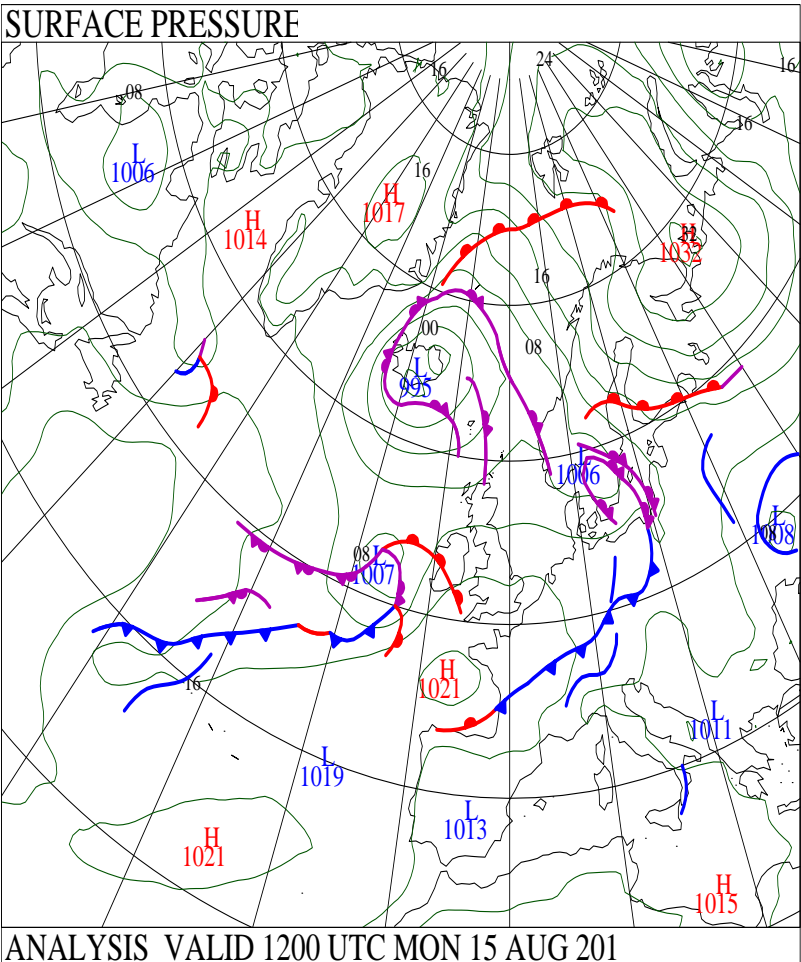 SURFACE PRESSURE
16
24
16
08
16
L
1006
16
H
1017
H
1014
H
1032
16
00
08
L
995
L
1006
L
1008
08
L
1007
H
1021
16
L
1011
L
1019
L
1013
H
1021
H
1015
ANALYSIS VALID 1200 UTC MON 15 AUG 201